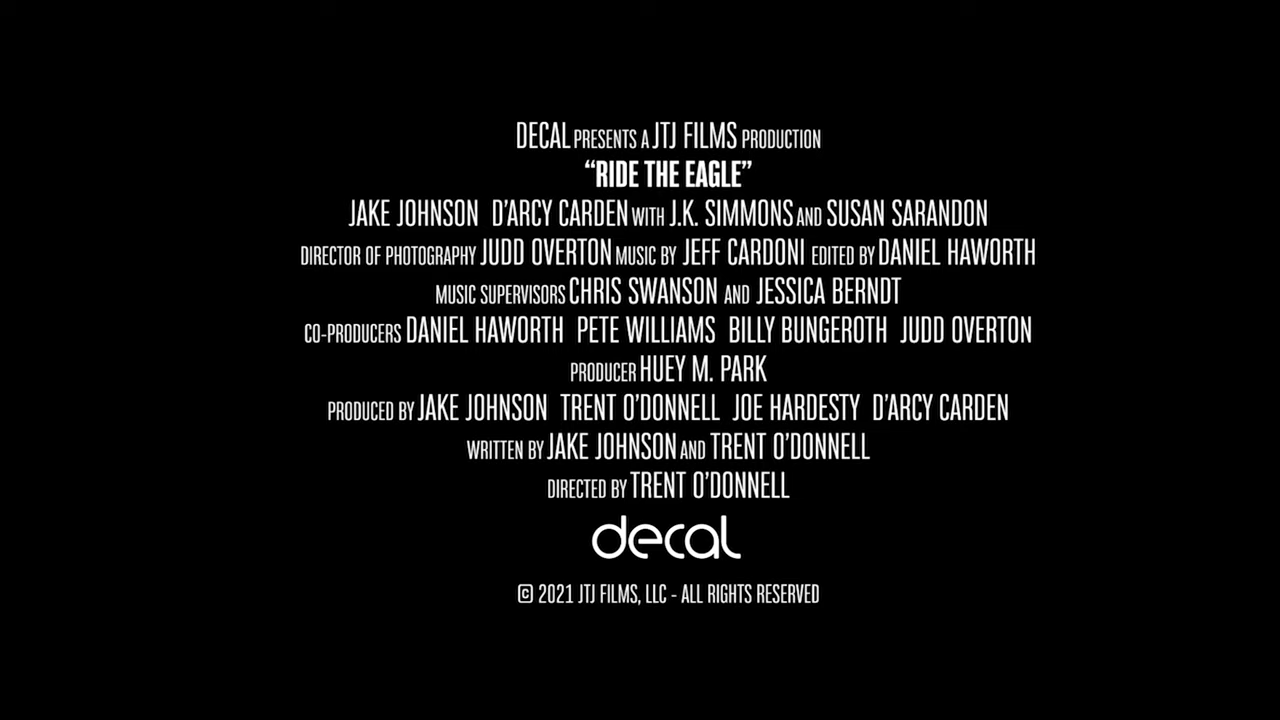 DECAL PRESENTS A JTJ FILMS PRODUCTION
“RIDE THE EAGLE”
JAKE JOHNSON D’ARCY CARDEN WITH J.K. SIMMONS AND SUSAN SARANDON
DIRECTOR OF PHOTOGRAPHY JUDD OVERTON MUSIC BY JEFF CARDONI EDITED BY DANIEL HAWORTH
MUSIC SUPERVISORS CHRIS SWANSON AND JESSICA BERNDT
CO-PRODUCERS DANIEL HAWORTH PETE WILLIAMS BILLY BUNGEROTH JUDD OVERTON
PRODUCER HUEY M. PARK
PRODUCED BY JAKE JOHNSON TRENT O’DONNELL JOE HARDESTY D’ARCY CARDEN
WRITTEN BY JAKE JOHNSON AND TRENT O’DONNELL
DIRECTED BY TRENT O’DONNELL
decal
© 2021 JTJ FILMS, LLC - ALL RIGHTS RESERVED